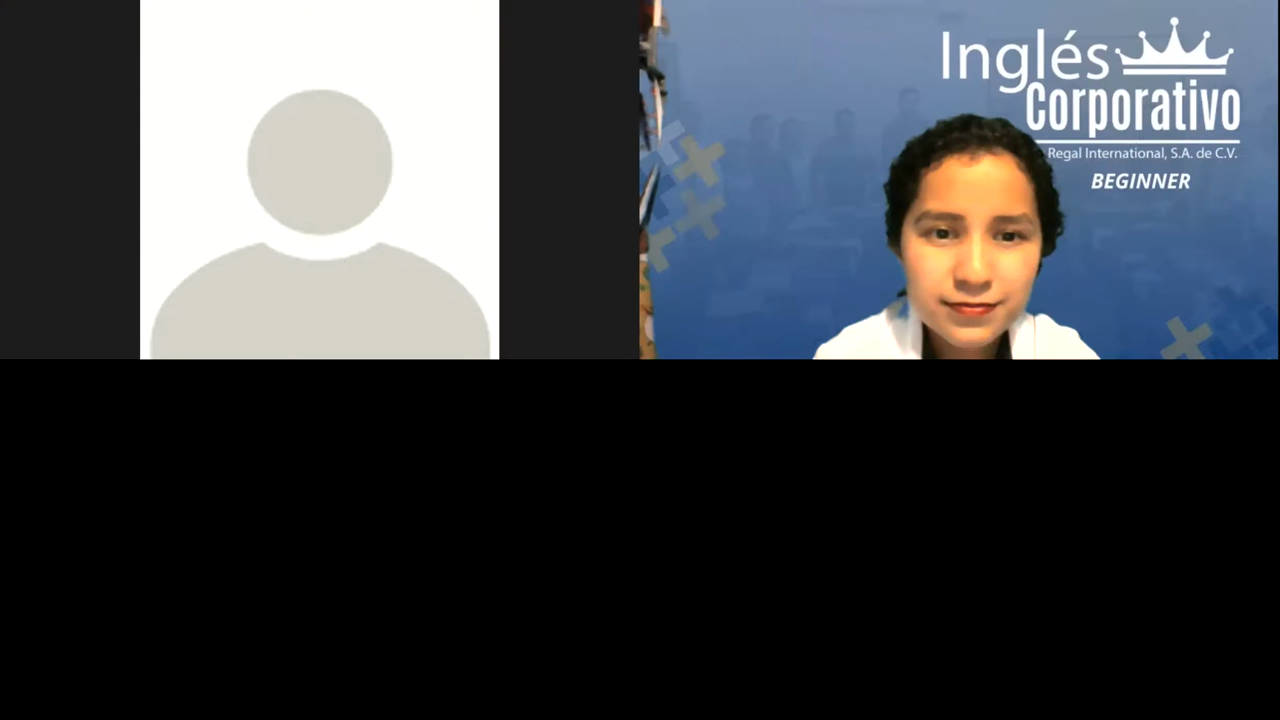 Inglés
Corporativo
Regal International, S.A. de C.V.
BEGINNER